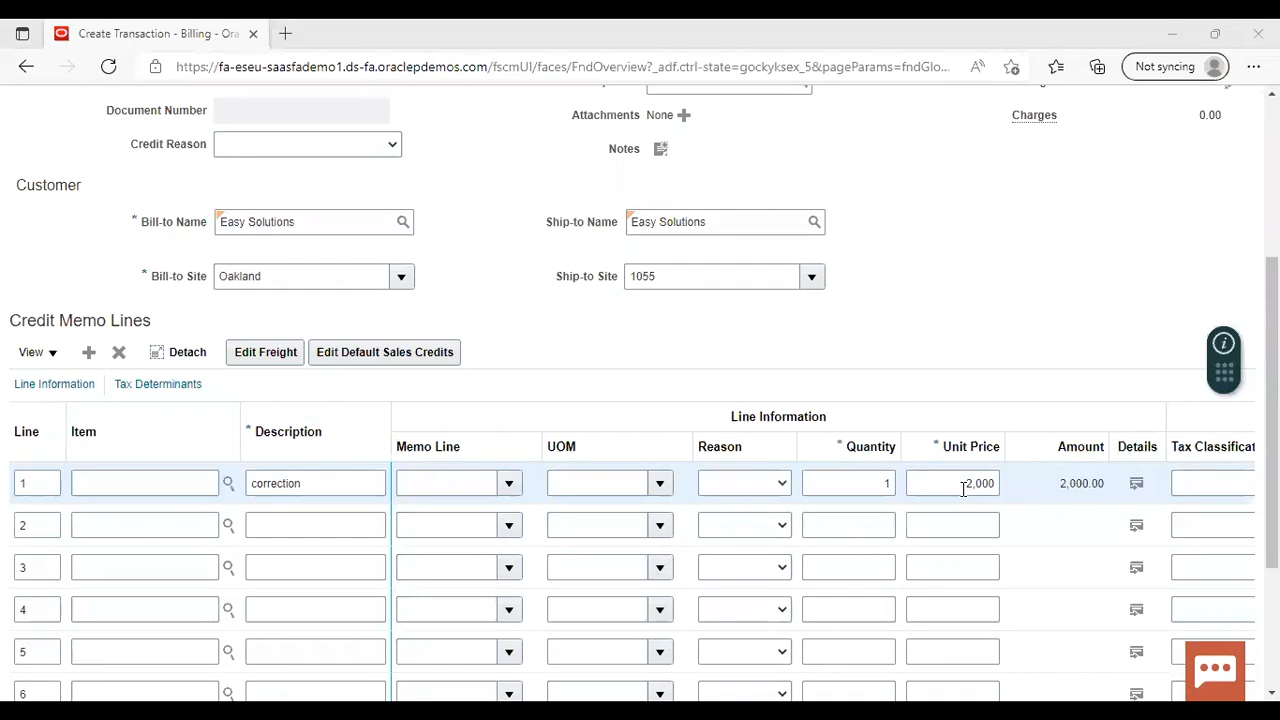 Create Transaction - Billing - Ora
https://fa-eseu-saasfademo1.ds-fa.oraclepdemos.com/fscmUI/faces/FndOverview?_adf.ctrl-state=gockyksex_5&pageParams=fndGlo...
Not syncing
Document Number
Attachments None
Charges 0.00
Credit Reason
Notes
Customer
* Bill-to Name Easy Solutions
Ship-to Name Easy Solutions
* Bill-to Site Oakland
Ship-to Site 1055
Credit Memo Lines
View Detach Edit Freight Edit Default Sales Credits
Line Information Tax Determinants
Line Information
Line Item * Description
Memo Line UOM Reason * Quantity * Unit Price Amount Details Tax Classificat
1 correction 1 2,000 2,000.00
2
3
4
5
6